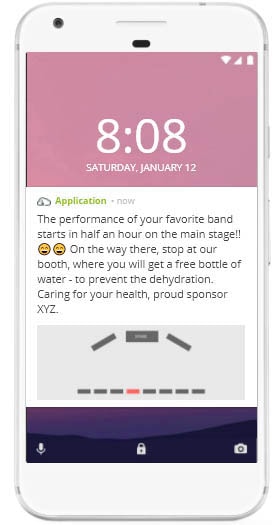 8:08
SATURDAY, JANUARY 12
Application • now
The performance of your favorite band
starts in half an hour on the main stage!!
😄😄 On the way there, stop at our
booth, where you will get a free bottle of
water - to prevent the dehydration.
Caring for your health, proud sponsor
XYZ.